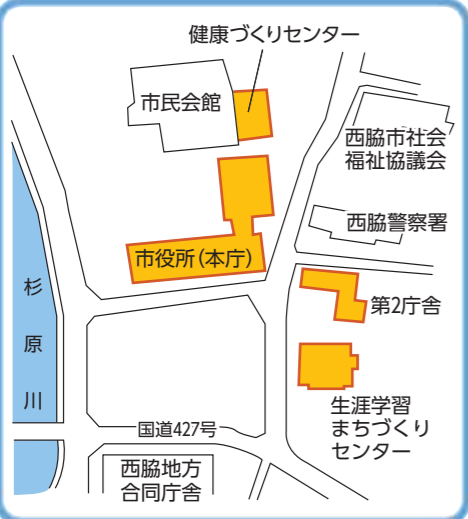 健康づくりセンター
市民会館
西脇市社会
福祉協議会
西脇警察署
市役所(本庁)
第2庁舎
杉原川
生涯学習
まちづくり
センター
国道427号
西脇地方
合同庁舎